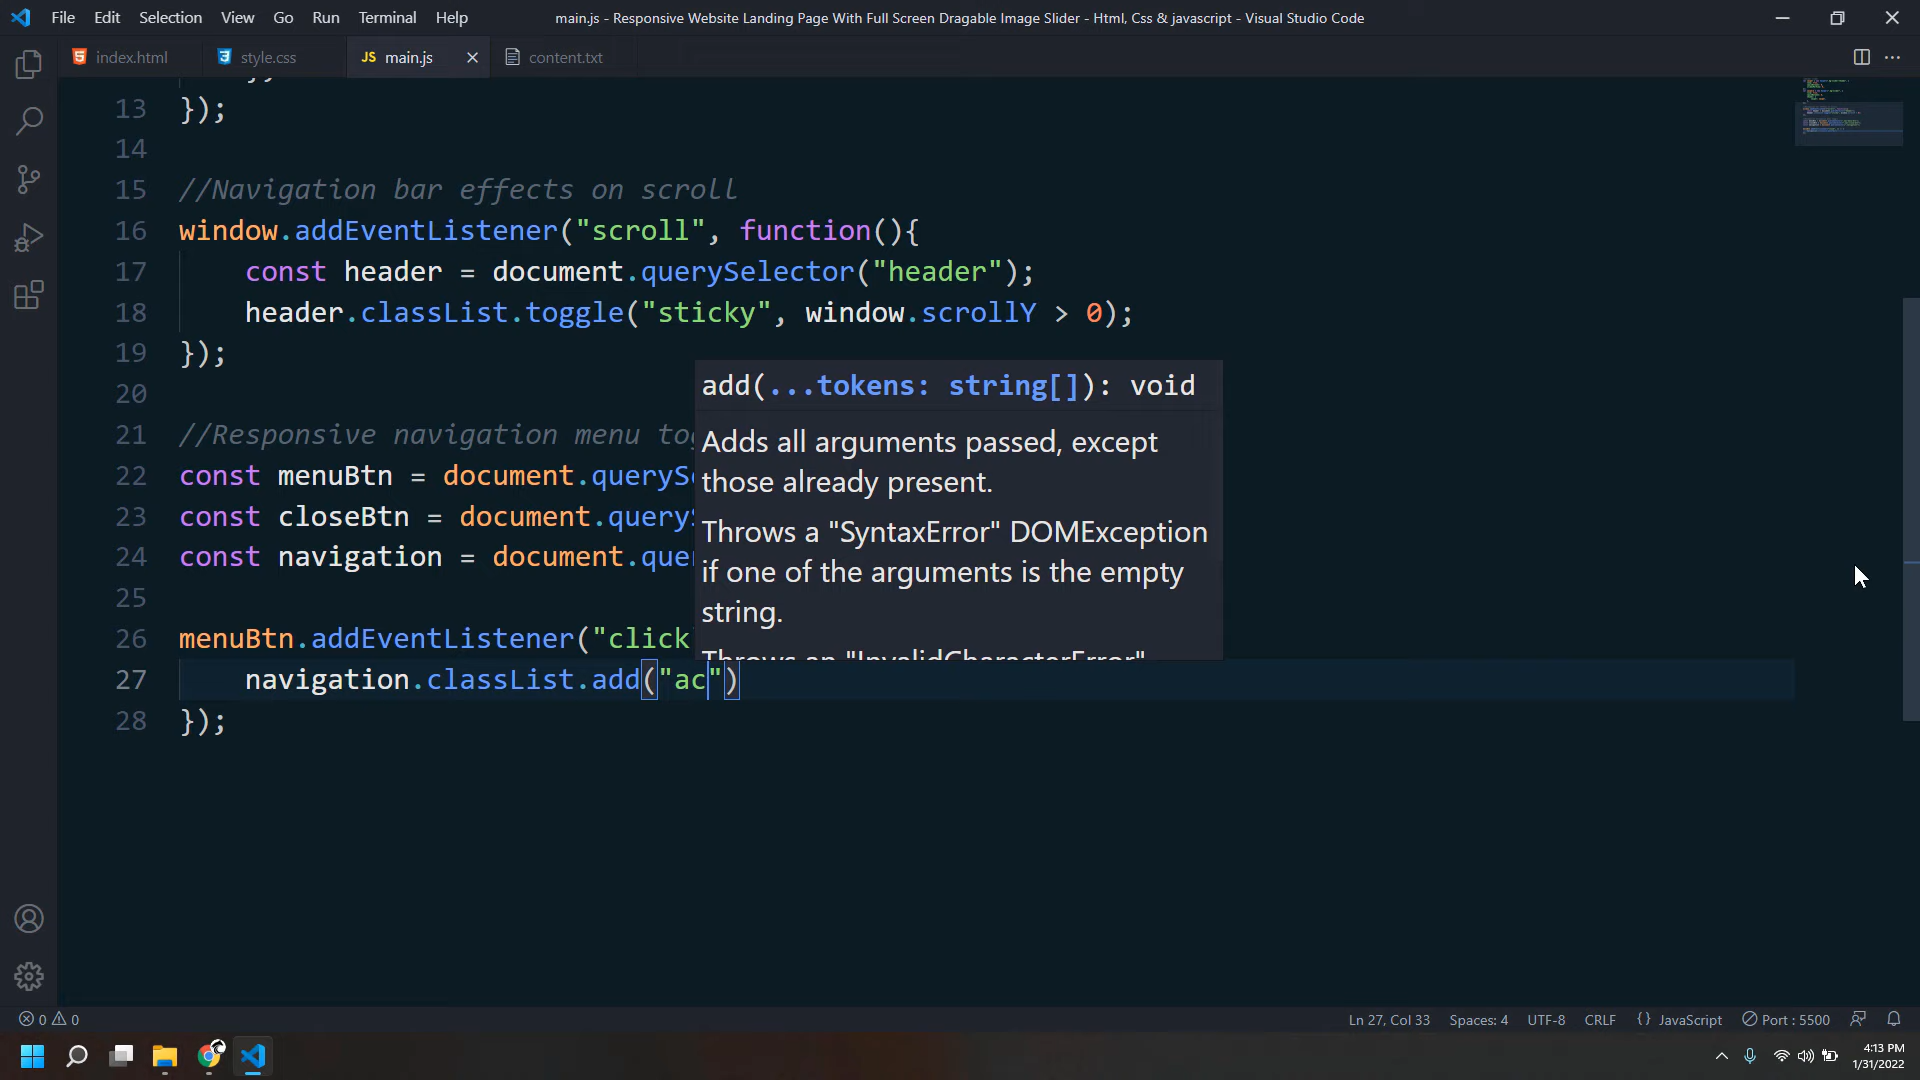 File Edit Selection View Go Run Terminal Help
main.js - Responsive Website Landing Page With Full Screen Dragable Image Slider - Html, Css & javascript - Visual Studio Code
index.html
style.css
JS main.js
content.txt
13 });
14
15 //Navigation bar effects on scroll
16 window.addEventListener("scroll", function(){
17 const header = document.querySelector("header");
18 header.classList.toggle("sticky", window.scrollY > 0);
19 });
20
21 //Responsive navigation menu tog
22 const menuBtn = document.queryS
23 const closeBtn = document.query
24 const navigation = document.que
25
26 menuBtn.addEventListener("click
27 navigation.classList.add("ac")
28 });
add(...tokens: string[]): void
Adds all arguments passed, except
those already present.
Throws a "SyntaxError" DOMException
if one of the arguments is the empty
string.
Throws an "InvalidCharacterError"
0 0
Ln 27, Col 33 Spaces: 4 UTF-8 CRLF {} JavaScript Port : 5500
4:13 PM
1/31/2022